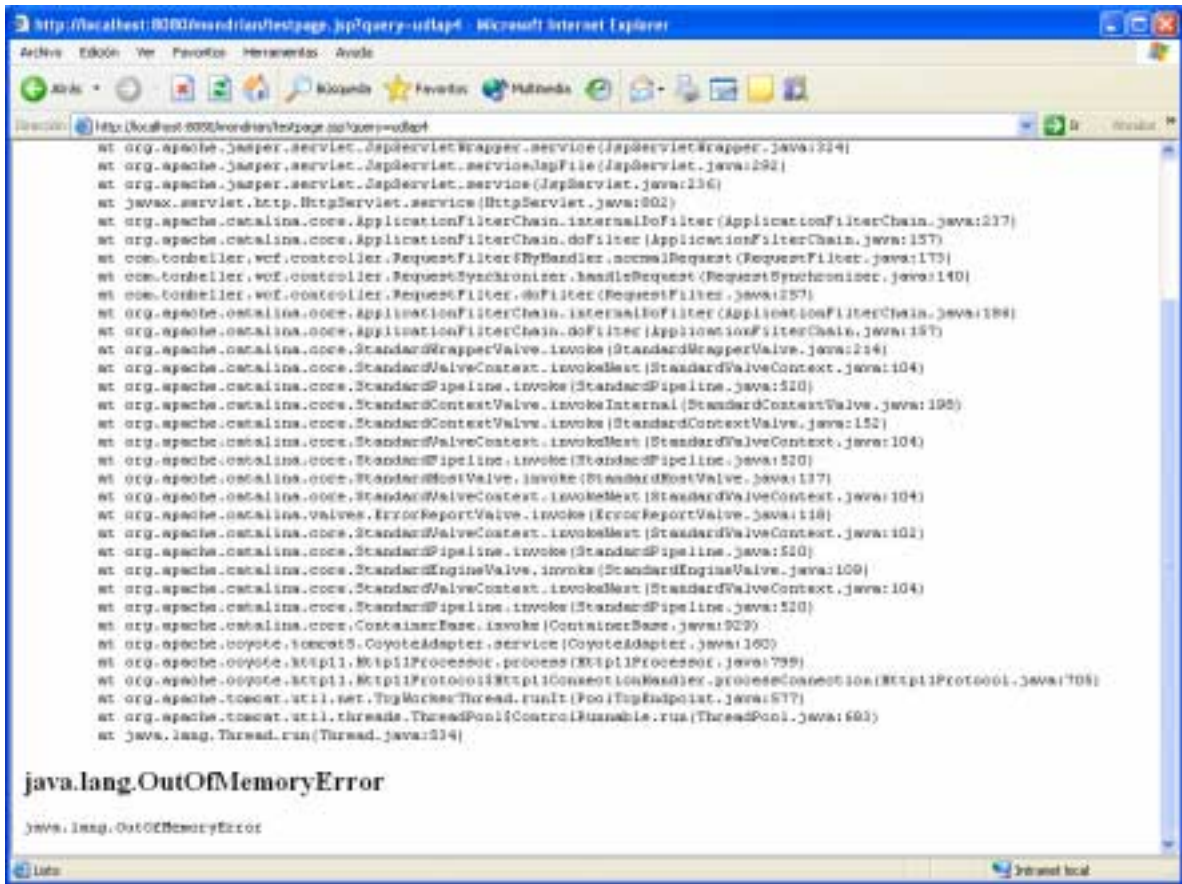 http://localhost:8080/mondrian/testpage.jsp?query=udlap4 - Microsoft Internet Explorer
Archivo Edición Ver Favoritos Herramientas Ayuda
Atrás Búsqueda Favoritos Multimedia
Dirección http://localhost:8080/mondrian/testpage.jsp?query=udlap4 Ir
at org.apache.jasper.servlet.JspServletWrapper.service(JspServletWrapper.java:324)
at org.apache.jasper.servlet.JspServlet.serviceJspFile(JspServlet.java:292)
at org.apache.jasper.servlet.JspServlet.service(JspServlet.java:236)
at javax.servlet.http.HttpServlet.service(HttpServlet.java:802)
at org.apache.catalina.core.ApplicationFilterChain.internalDoFilter(ApplicationFilterChain.java:237)
at org.apache.catalina.core.ApplicationFilterChain.doFilter(ApplicationFilterChain.java:157)
at com.tonbeller.wcf.controller.RequestFilter$MyHandler.normalRequest(RequestFilter.java:173)
at com.tonbeller.wcf.controller.RequestSynchronizer.handleRequest(RequestSynchronizer.java:140)
at com.tonbeller.wcf.controller.RequestFilter.doFilter(RequestFilter.java:257)
at org.apache.catalina.core.ApplicationFilterChain.internalDoFilter(ApplicationFilterChain.java:186)
at org.apache.catalina.core.ApplicationFilterChain.doFilter(ApplicationFilterChain.java:157)
at org.apache.catalina.core.StandardWrapperValve.invoke(StandardWrapperValve.java:214)
at org.apache.catalina.core.StandardValveContext.invokeNext(StandardValveContext.java:104)
at org.apache.catalina.core.StandardPipeline.invoke(StandardPipeline.java:520)
at org.apache.catalina.core.StandardContextValve.invokeInternal(StandardContextValve.java:198)
at org.apache.catalina.core.StandardContextValve.invoke(StandardContextValve.java:152)
at org.apache.catalina.core.StandardValveContext.invokeNext(StandardValveContext.java:104)
at org.apache.catalina.core.StandardPipeline.invoke(StandardPipeline.java:520)
at org.apache.catalina.core.StandardHostValve.invoke(StandardHostValve.java:137)
at org.apache.catalina.core.StandardValveContext.invokeNext(StandardValveContext.java:104)
at org.apache.catalina.valves.ErrorReportValve.invoke(ErrorReportValve.java:118)
at org.apache.catalina.core.StandardValveContext.invokeNext(StandardValveContext.java:102)
at org.apache.catalina.core.StandardPipeline.invoke(StandardPipeline.java:520)
at org.apache.catalina.core.StandardEngineValve.invoke(StandardEngineValve.java:109)
at org.apache.catalina.core.StandardValveContext.invokeNext(StandardValveContext.java:104)
at org.apache.catalina.core.StandardPipeline.invoke(StandardPipeline.java:520)
at org.apache.catalina.core.ContainerBase.invoke(ContainerBase.java:929)
at org.apache.coyote.tomcat5.CoyoteAdapter.service(CoyoteAdapter.java:160)
at org.apache.coyote.http11.Http11Processor.process(Http11Processor.java:799)
at org.apache.coyote.http11.Http11Protocol$Http11ConnectionHandler.processConnection(Http11Protocol.java:705)
at org.apache.tomcat.util.net.TcpWorkerThread.runIt(PoolTcpEndpoint.java:577)
at org.apache.tomcat.util.threads.ThreadPool$ControlRunnable.run(ThreadPool.java:683)
at java.lang.Thread.run(Thread.java:534)
java.lang.OutOfMemoryError
java.lang.OutOfMemoryError
Listo Intranet local